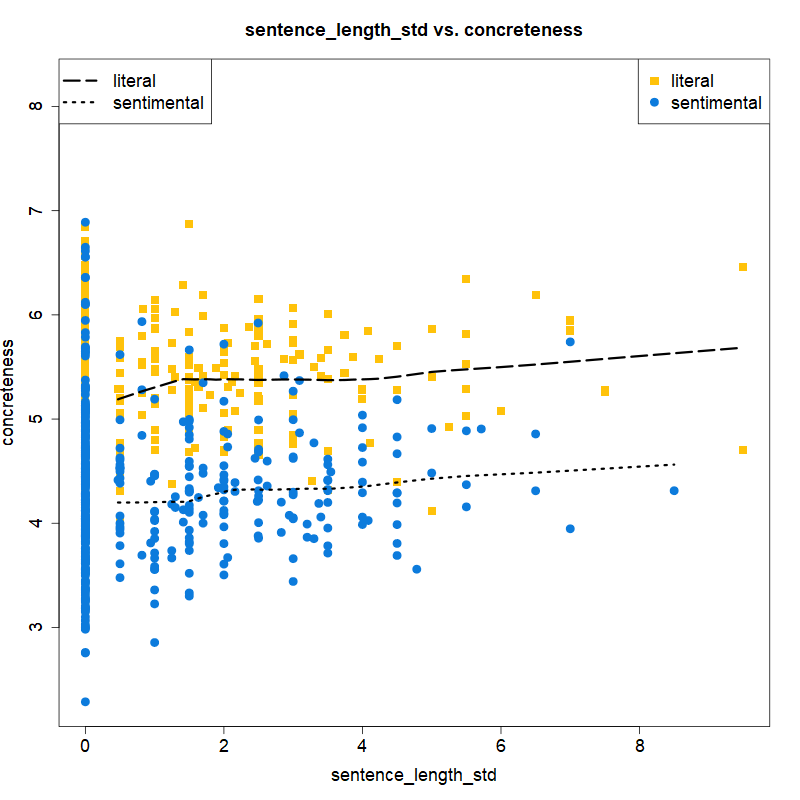 sentence_length_std vs. concreteness
literal
sentimental
literal
sentimental
8
7
6
5
4
3
concreteness
0 2 4 6 8
sentence_length_std